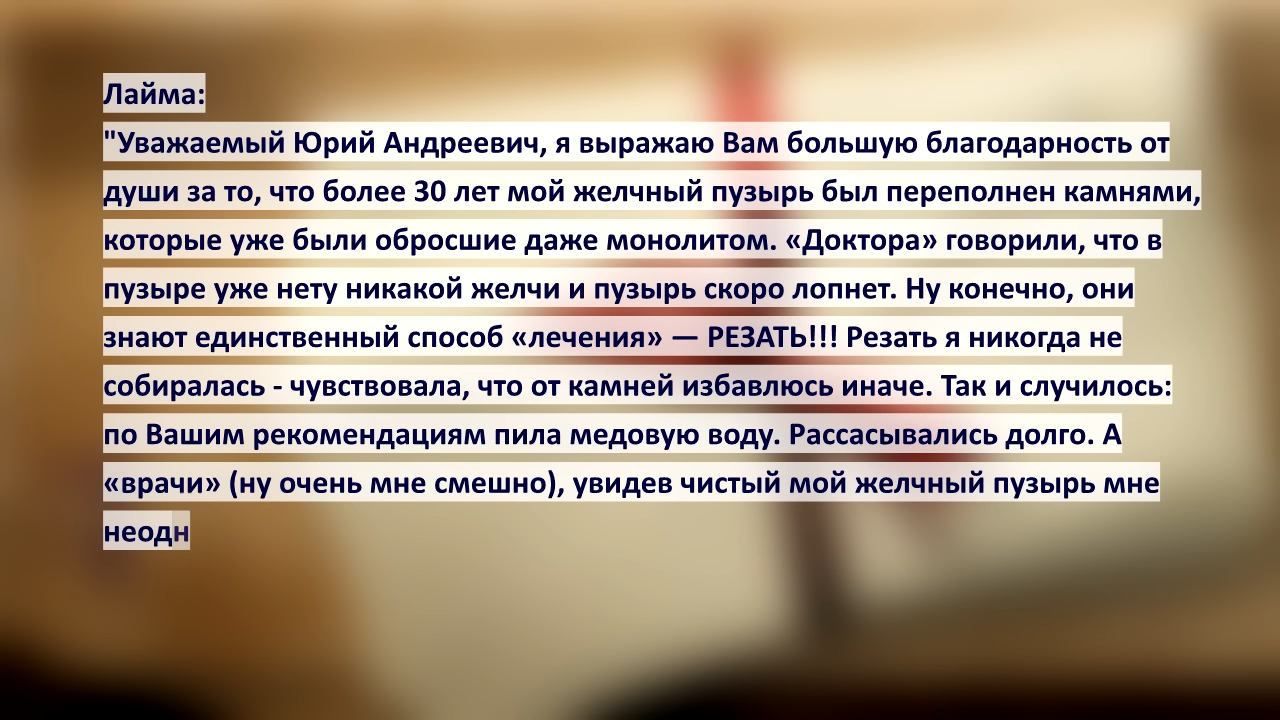 Лайма:
"Уважаемый Юрий Андреевич, я выражаю Вам большую благодарность от
души за то, что более 30 лет мой желчный пузырь был переполнен камнями,
которые уже были обросшие даже монолитом. «Доктора» говорили, что в
пузыре уже нету никакой желчи и пузырь скоро лопнет. Ну конечно, они
знают единственный способ «лечения» — РЕЗАТЬ!!! Резать я никогда не
собиралась - чувствовала, что от камней избавлюсь иначе. Так и случилось:
по Вашим рекомендациям пила медовую воду. Рассасывались долго. А
«врачи» (ну очень мне смешно), увидев чистый мой желчный пузырь мне
неодн